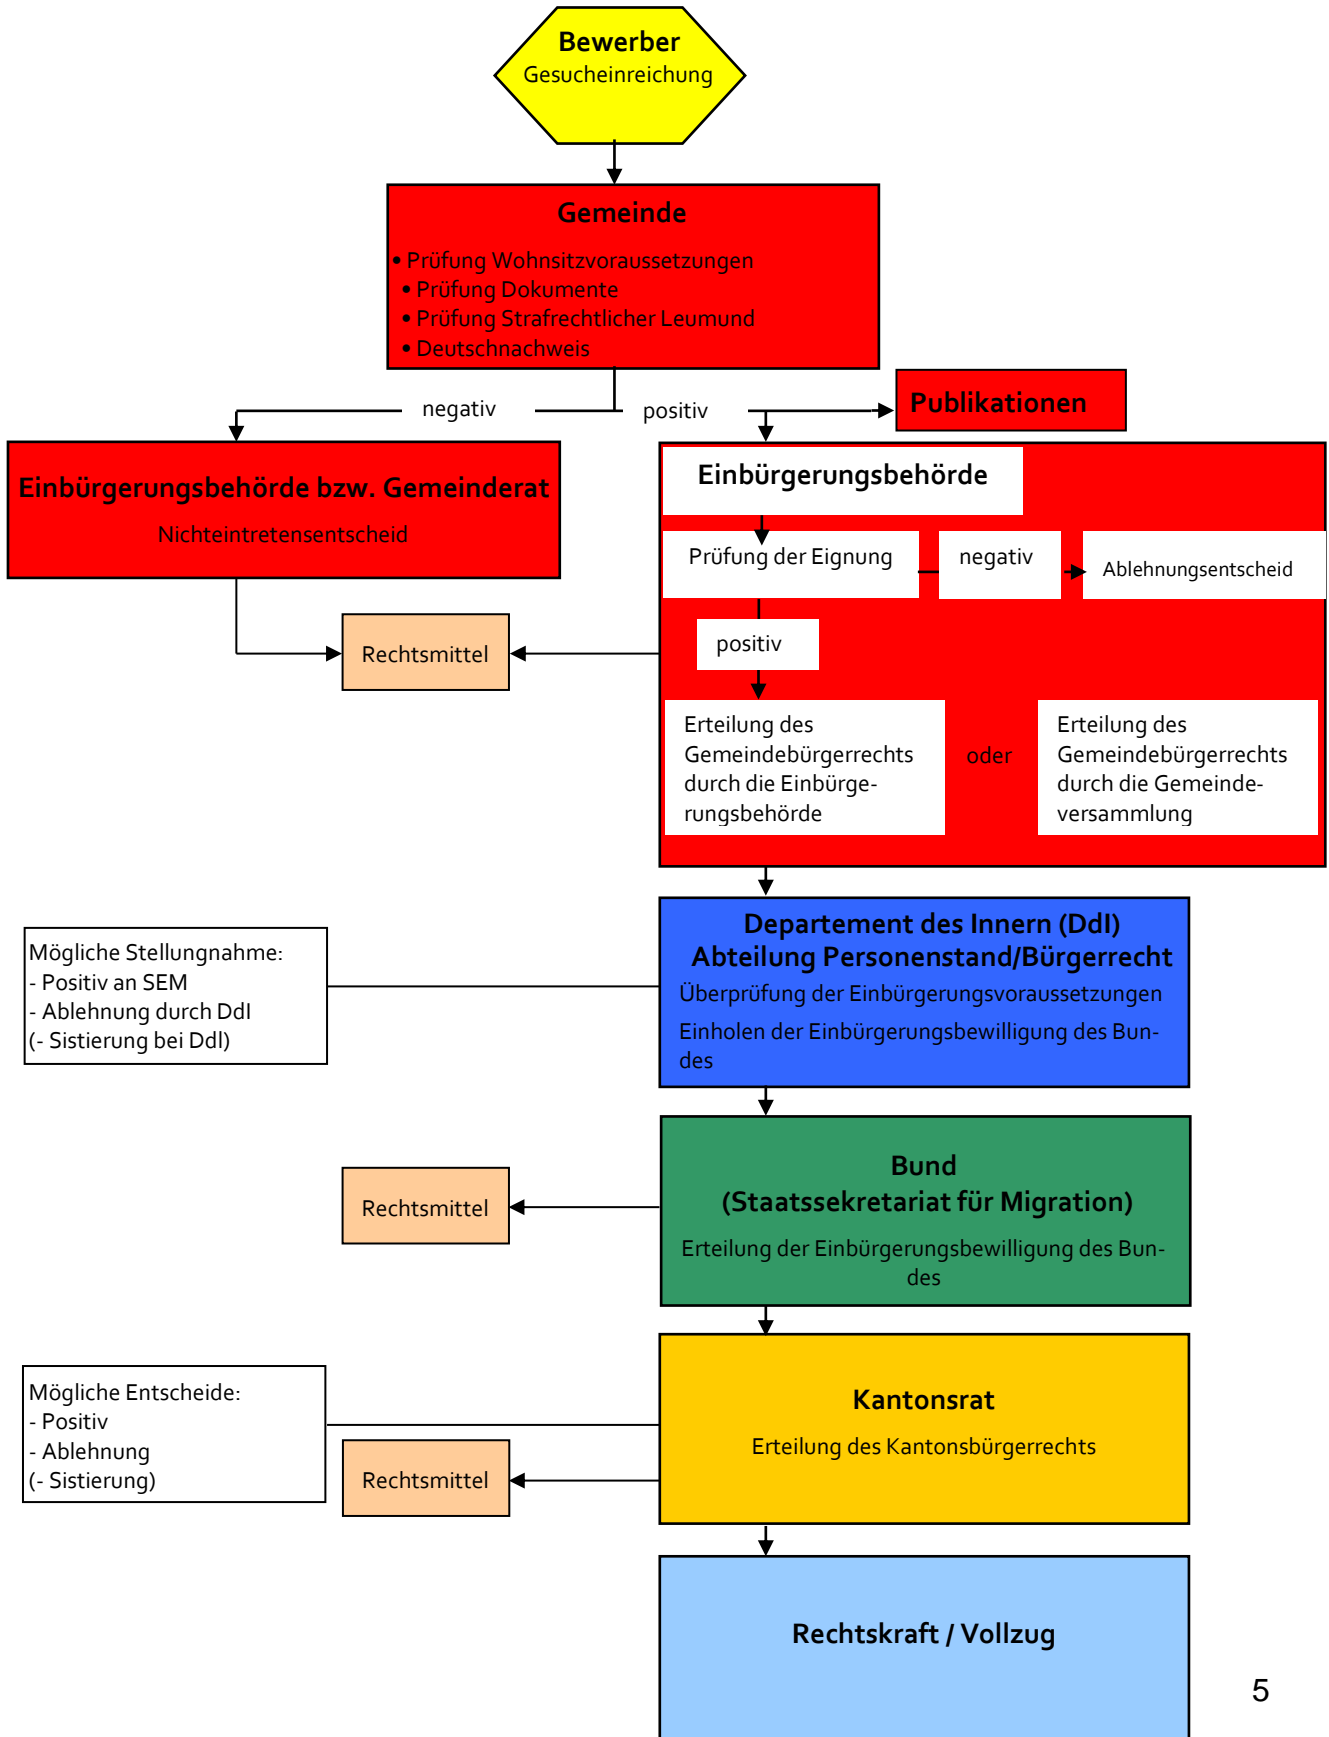 Bewerber
Gesucheinreichung
Gemeinde
• Prüfung Wohnsitzvoraussetzungen
• Prüfung Dokumente
• Prüfung Strafrechtlicher Leumund
• Deutschnachweis
negativ
positiv
Publikationen
Einbürgerungsbehörde bzw. Gemeinderat
Nichteintretensentscheid
Einbürgerungsbehörde
Prüfung der Eignung
negativ
Ablehnungsentscheid
Rechtsmittel
positiv
Erteilung des
Gemeindebürgerrechts
durch die Einbürge-
rungsbehörde
oder
Erteilung des
Gemeindebürgerrechts
durch die Gemeinde-
versammlung
Departement des Innern (DdI)
Abteilung Personenstand/Bürgerrecht
Überprüfung der Einbürgerungsvoraussetzungen
Einholen der Einbürgerungsbewilligung des Bun-
des
Mögliche Stellungnahme:
- Positiv an SEM
- Ablehnung durch DdI
(- Sistierung bei DdI)
Bund
(Staatssekretariat für Migration)
Erteilung der Einbürgerungsbewilligung des Bun-
des
Rechtsmittel
Kantonsrat
Erteilung des Kantonsbürgerrechts
Mögliche Entscheide:
- Positiv
- Ablehnung
(- Sistierung)
Rechtsmittel
Rechtskraft / Vollzug
5